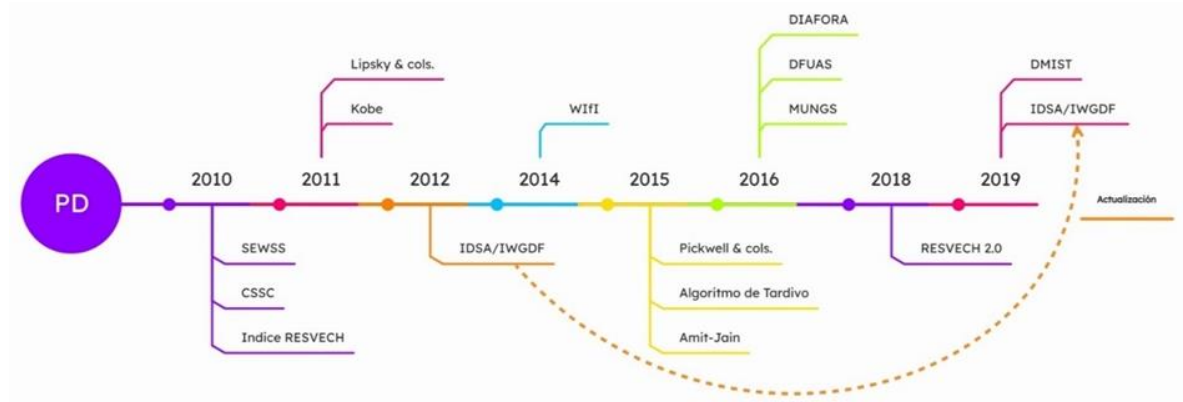 PD
2010
SEWSS
CSSC
Indice RESVECH
2011
Lipsky & cols.
Kobe
2012
IDSA/IWGDF
2014
WIfI
2015
Pickwell & cols.
Algoritmo de Tardivo
Amit-Jain
2016
DIAFORA
DFUAS
MUNGS
2018
RESVECH 2.0
2019
DMIST
IDSA/IWGDF
Actualización